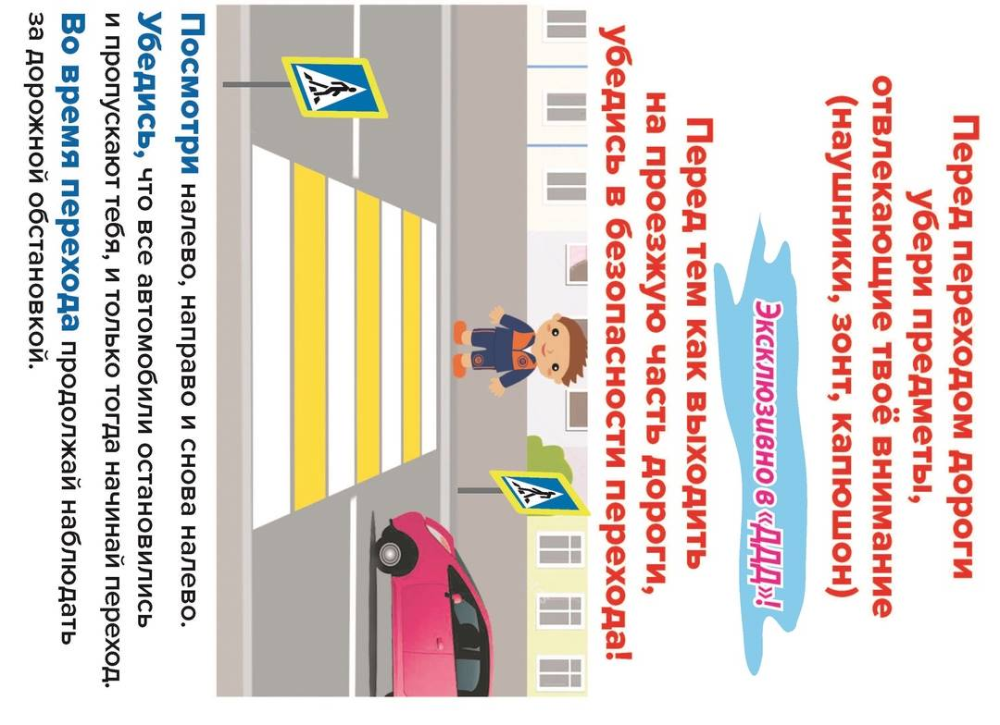 Перед переходом дороги
убери предметы,
отвлекающие твоё внимание
(наушники, зонт, капюшон)
Эксклюзивно в «ДДД»!
Перед тем как выходить
на проезжую часть дороги,
убедись в безопасности перехода!
Посмотри налево, направо и снова налево.
Убедись, что все автомобили остановились
и пропускают тебя, и только тогда начинай переход.
Во время перехода продолжай наблюдать
за дорожной обстановкой.